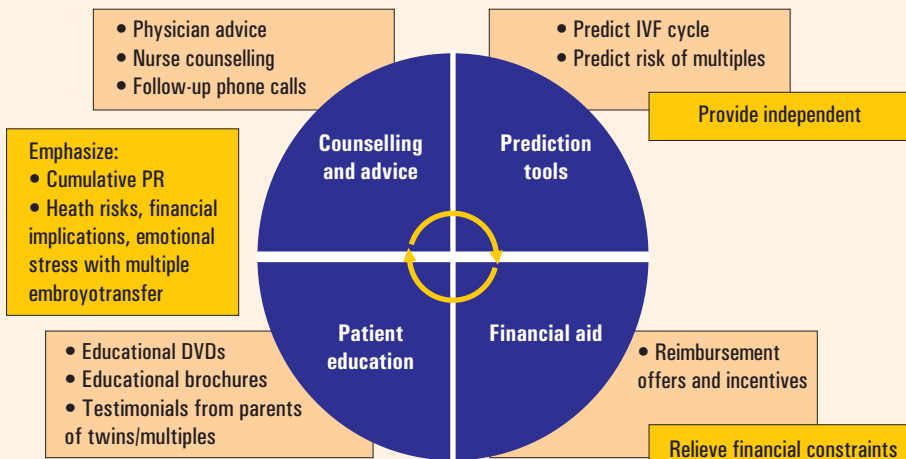 • Physician advice
• Nurse counselling
• Follow-up phone calls
• Predict IVF cycle
• Predict risk of multiples
Provide independent
Emphasize:
• Cumulative PR
• Heath risks, financial
implications, emotional
stress with multiple
embroyotransfer
Counselling
and advice
Prediction
tools
Patient
education
Financial aid
• Educational DVDs
• Educational brochures
• Testimonials from parents
of twins/multiples
• Reimbursement
offers and incentives
Relieve financial constraints